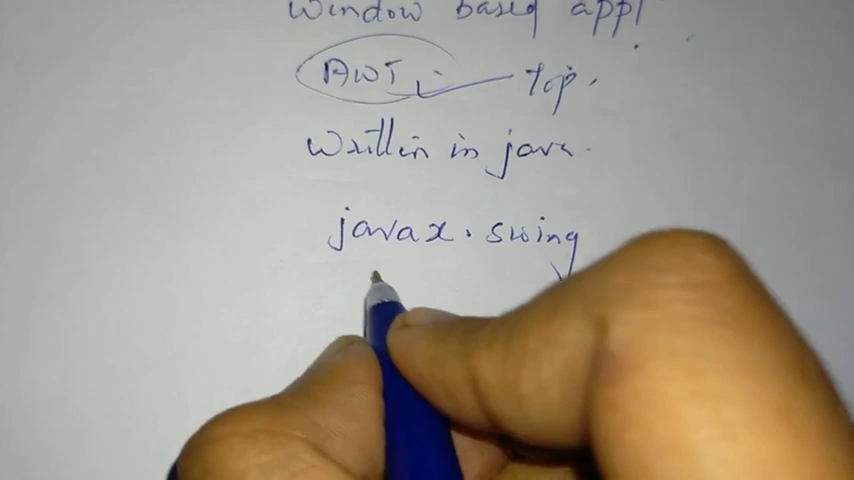 Window based appl
AWT, - top.
Written in java.
javax. swing